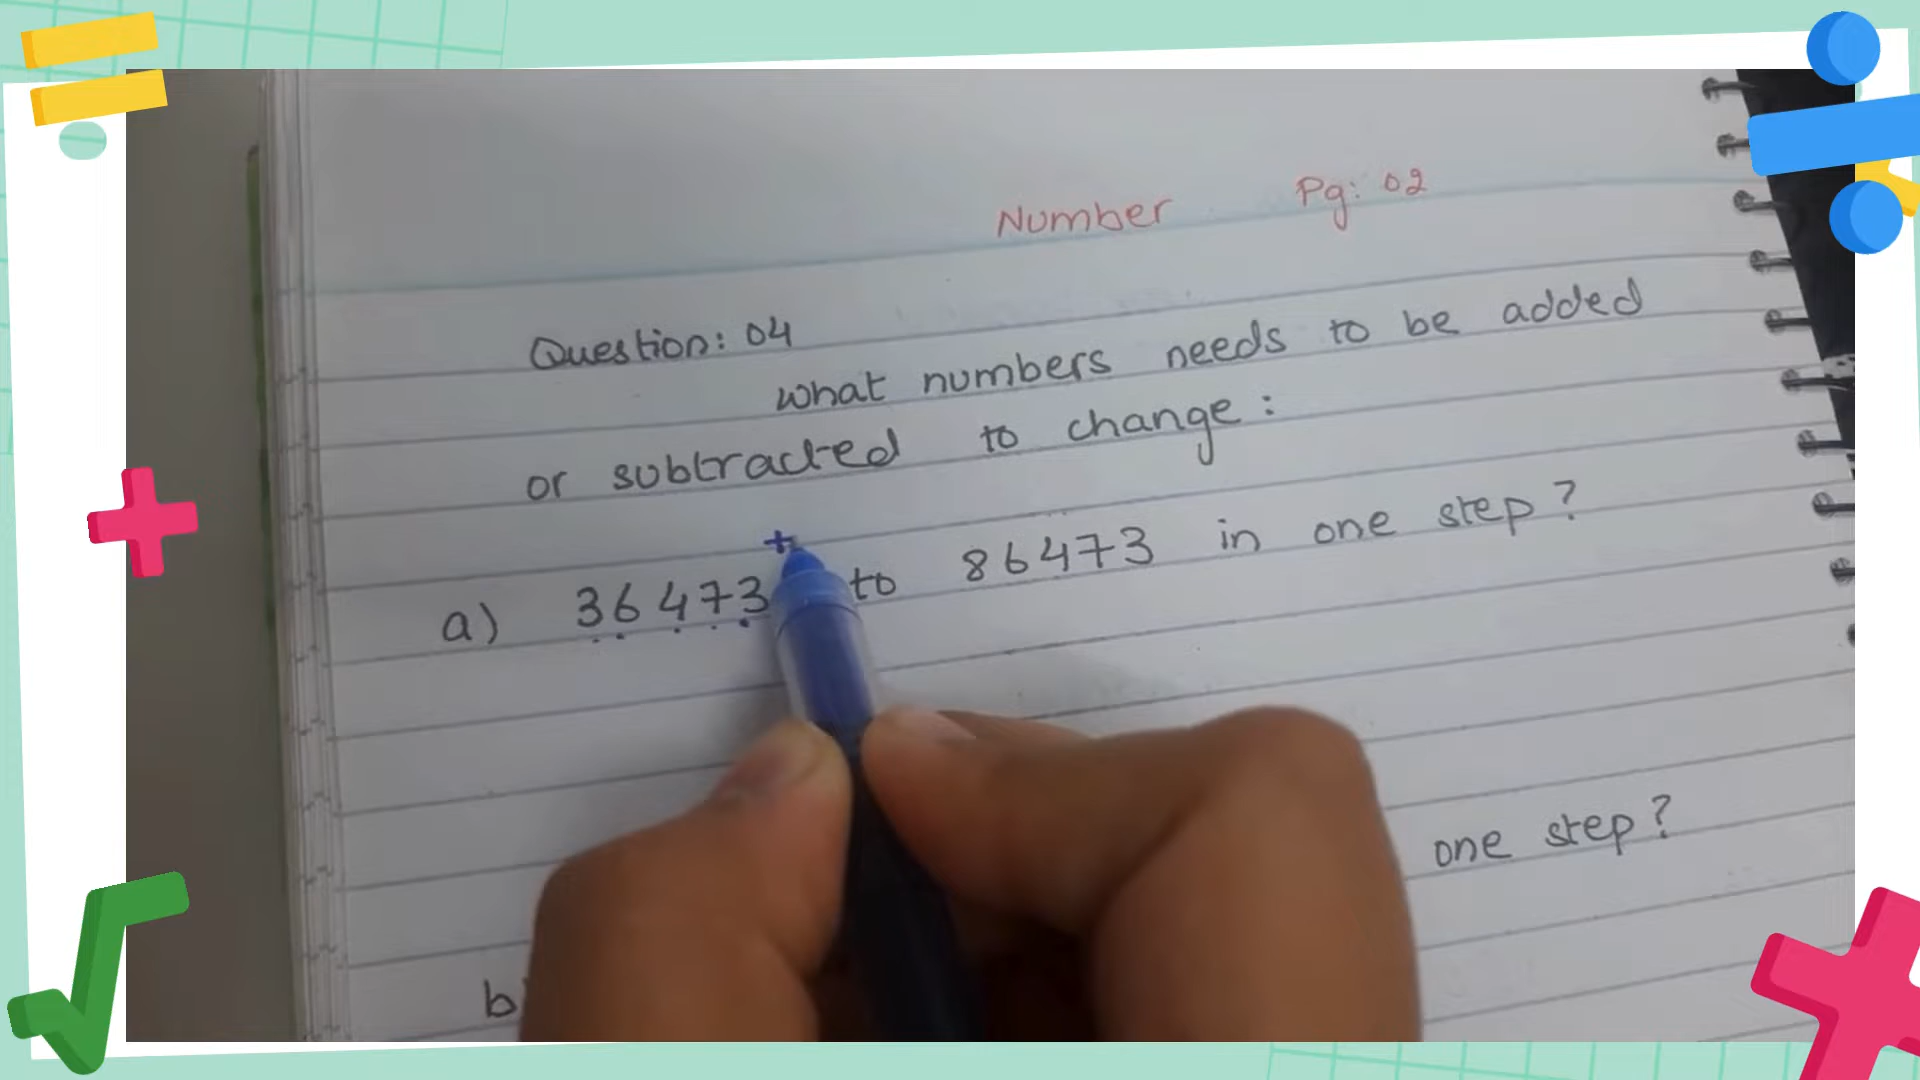 Number Pg: 02
Question: 04
what numbers needs to be added
or subtracted to change:
+
a) 36473 to 86473 in one step?
one step?
b